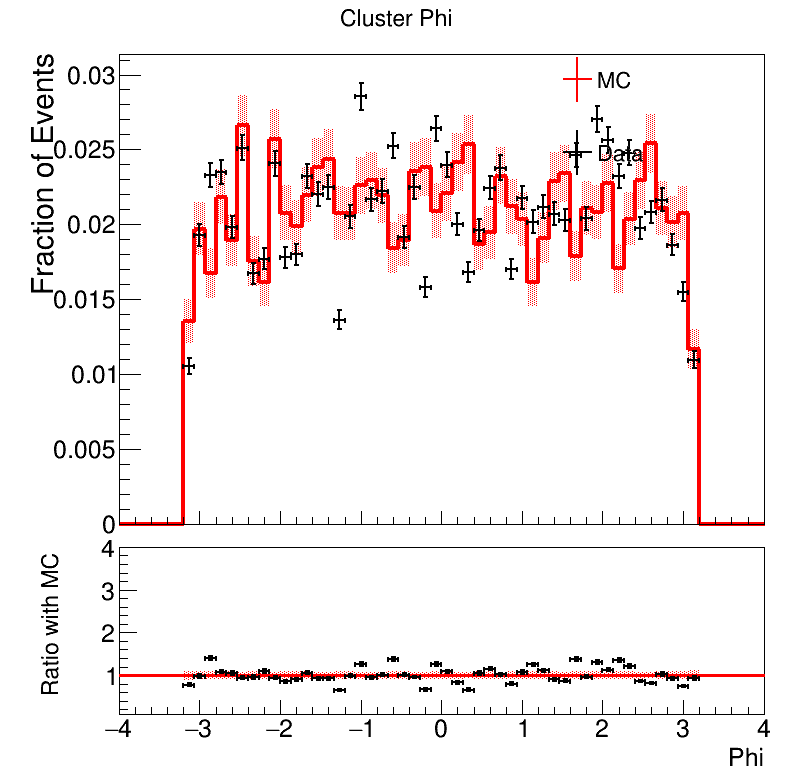 Cluster Phi
Fraction of Events
0.03
0.025
0.02
0.015
0.01
0.005
0
MC
Data
Ratio with MC
4
3
2
1
−4 −3 −2 −1 0 1 2 3 4
Phi